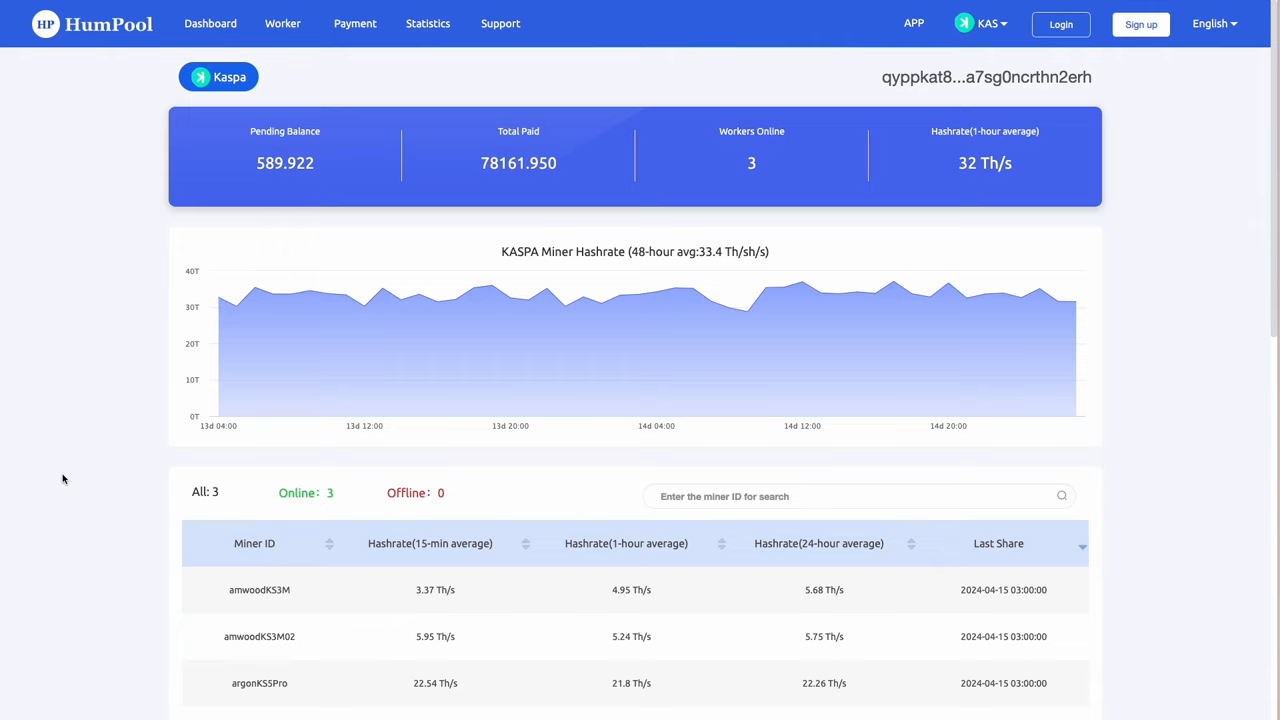 HP HumPool Dashboard Worker Payment Statistics Support APP KAS Login Sign up English
Kaspa qyppkat8...a7sg0ncrthn2erh
Pending Balance Total Paid Workers Online Hashrate(1-hour average)
589.922 78161.950 3 32 Th/s
KASPA Miner Hashrate (48-hour avg:33.4 Th/sh/s)
40T
30T
20T
10T
0T
13d 04:00 13d 12:00 13d 20:00 14d 04:00 14d 12:00 14d 20:00
All: 3 Online: 3 Offline: 0 Enter the miner ID for search
Miner ID Hashrate(15-min average) Hashrate(1-hour average) Hashrate(24-hour average) Last Share
amwoodKS3M 3.37 Th/s 4.95 Th/s 5.68 Th/s 2024-04-15 03:00:00
amwoodKS3M02 5.95 Th/s 5.24 Th/s 5.75 Th/s 2024-04-15 03:00:00
argonKS5Pro 22.54 Th/s 21.8 Th/s 22.26 Th/s 2024-04-15 03:00:00